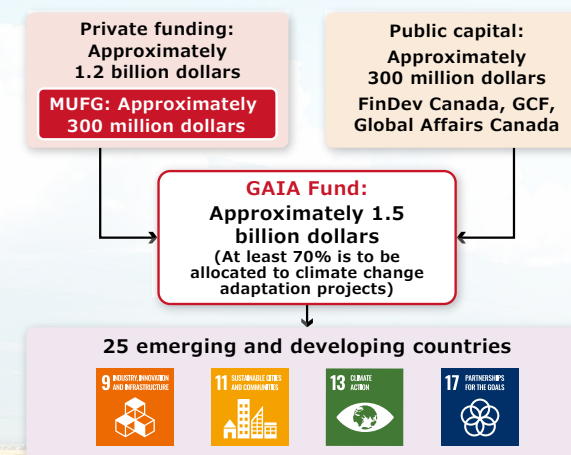 Private funding:
Approximately
1.2 billion dollars
MUFG: Approximately
300 million dollars
Public capital:
Approximately
300 million dollars
FinDev Canada, GCF,
Global Affairs Canada
GAIA Fund:
Approximately 1.5
billion dollars
(At least 70% is to be
allocated to climate change
adaptation projects)
25 emerging and developing countries
9 INDUSTRY, INNOVATION
AND INFRASTRUCTURE
11 SUSTAINABLE CITIES
AND COMMUNITIES
13 CLIMATE
ACTION
17 PARTNERSHIPS
FOR THE GOALS